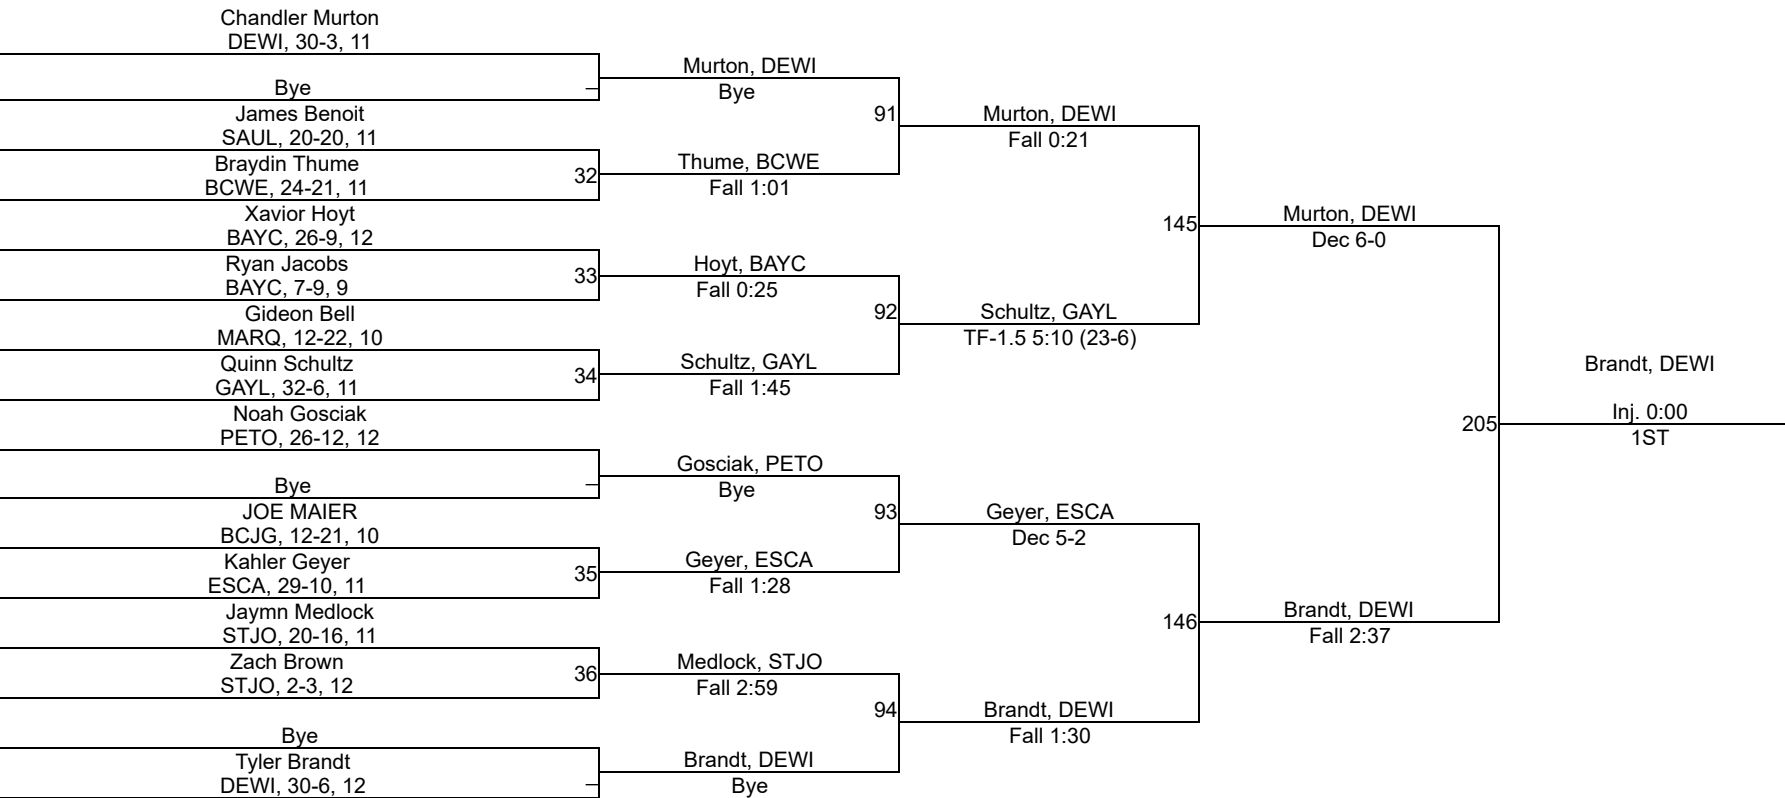 Chandler Murton
DEWI, 30-3, 11
Bye
James Benoit
SAUL, 20-20, 11
Braydin Thume
BCWE, 24-21, 11
Xavior Hoyt
BAYC, 26-9, 12
Ryan Jacobs
BAYC, 7-9, 9
Gideon Bell
MARQ, 12-22, 10
Quinn Schultz
GAYL, 32-6, 11
Noah Gosciak
PETO, 26-12, 12
Bye
JOE MAIER
BCJG, 12-21, 10
Kahler Geyer
ESCA, 29-10, 11
Jaymn Medlock
STJO, 20-16, 11
Zach Brown
STJO, 2-3, 12
Bye
Tyler Brandt
DEWI, 30-6, 12
–
32
33
34
–
35
36
–
Murton, DEWI
Bye
Thume, BCWE
Fall 1:01
Hoyt, BAYC
Fall 0:25
Schultz, GAYL
Fall 1:45
Gosciak, PETO
Bye
Geyer, ESCA
Fall 1:28
Medlock, STJO
Fall 2:59
Brandt, DEWI
Bye
91
92
93
94
Murton, DEWI
Fall 0:21
Schultz, GAYL
TF-1.5 5:10 (23-6)
Geyer, ESCA
Dec 5-2
Brandt, DEWI
Fall 1:30
145
146
Murton, DEWI
Dec 6-0
Brandt, DEWI
Fall 2:37
205
Brandt, DEWI
Inj. 0:00
1ST